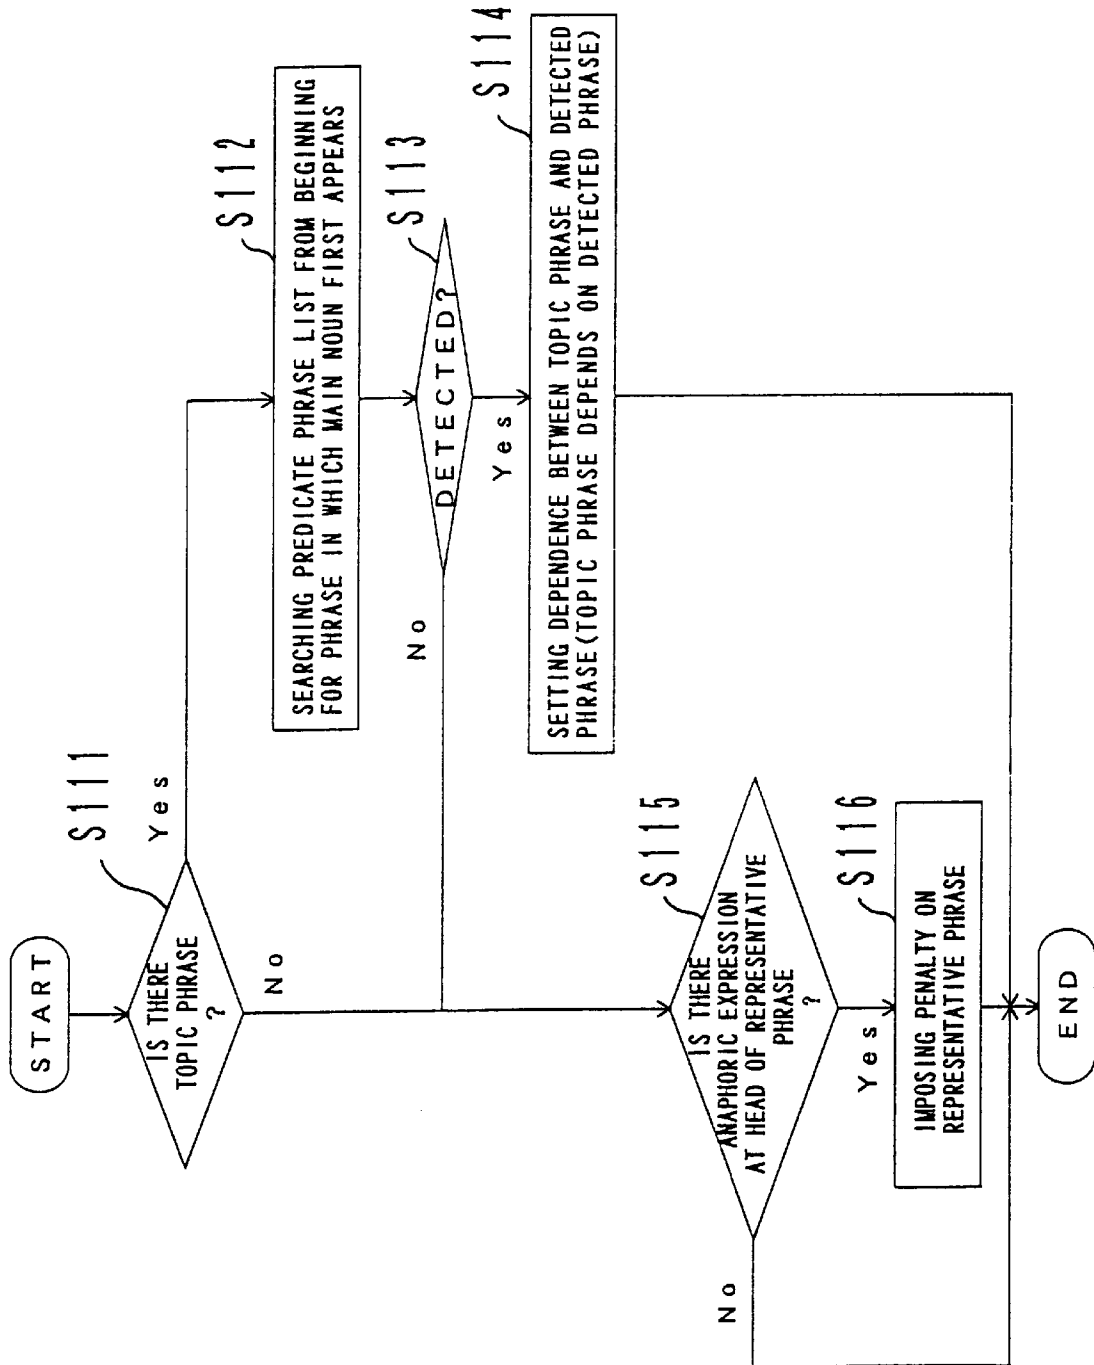 START
S111
IS THERE
TOPIC PHRASE
?
Yes
No
S112
SEARCHING PREDICATE PHRASE LIST FROM BEGINNING
FOR PHRASE IN WHICH MAIN NOUN FIRST APPEARS
S113
DETECTED?
No
Yes
S114
SETTING DEPENDENCE BETWEEN TOPIC PHRASE AND DETECTED
PHRASE(TOPIC PHRASE DEPENDS ON DETECTED PHRASE)
S115
IS THERE
ANAPHORIC EXPRESSION
AT HEAD OF REPRESENTATIVE
PHRASE
?
No
Yes
S116
IMPOSING PENALTY ON
REPRESENTATIVE PHRASE
END